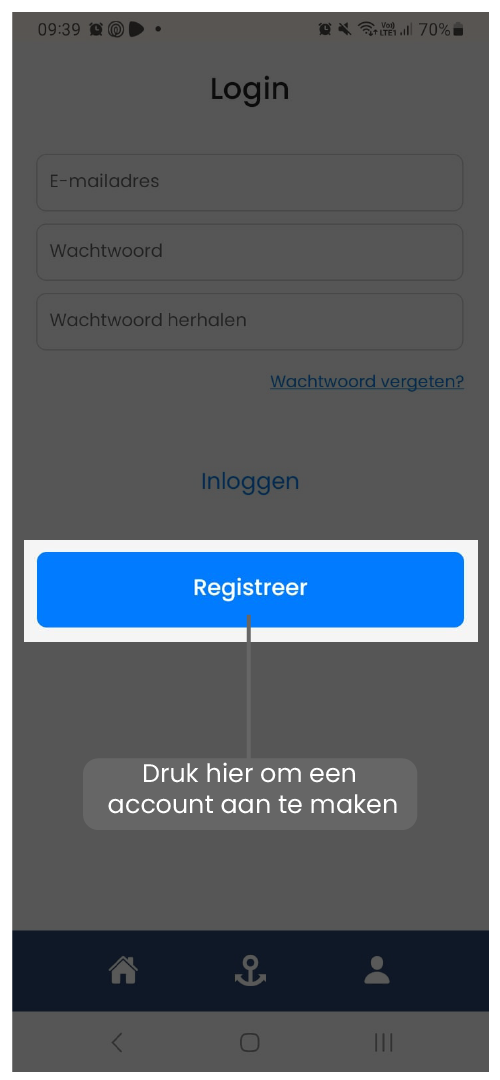 09:39 70%
Login
E-mailadres
Wachtwoord
Wachtwoord herhalen
Wachtwoord vergeten?
Inloggen
Registreer
Druk hier om een
account aan te maken